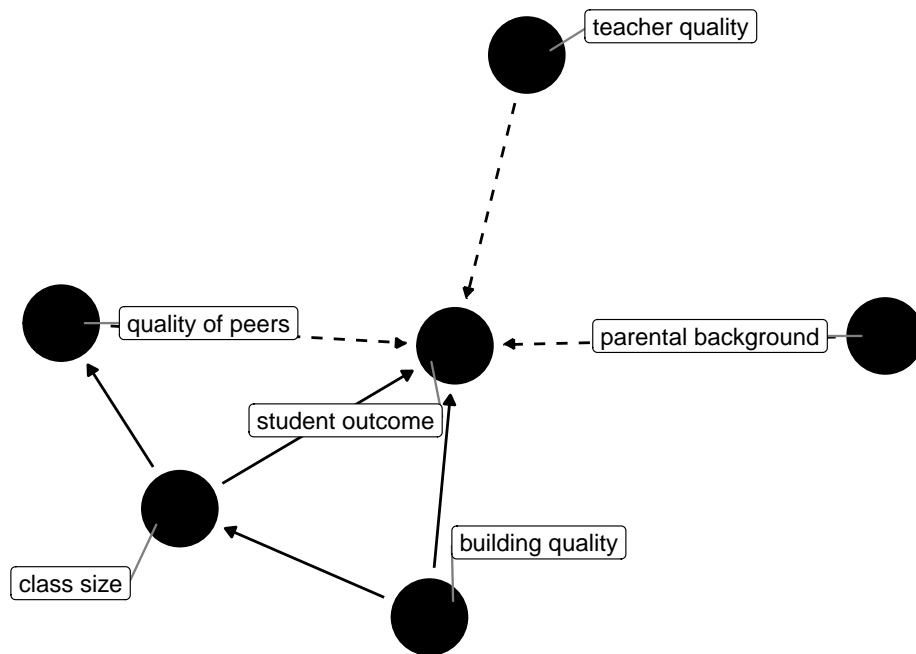 teacher quality
quality of peers
parental background
student outcome
building quality
class size